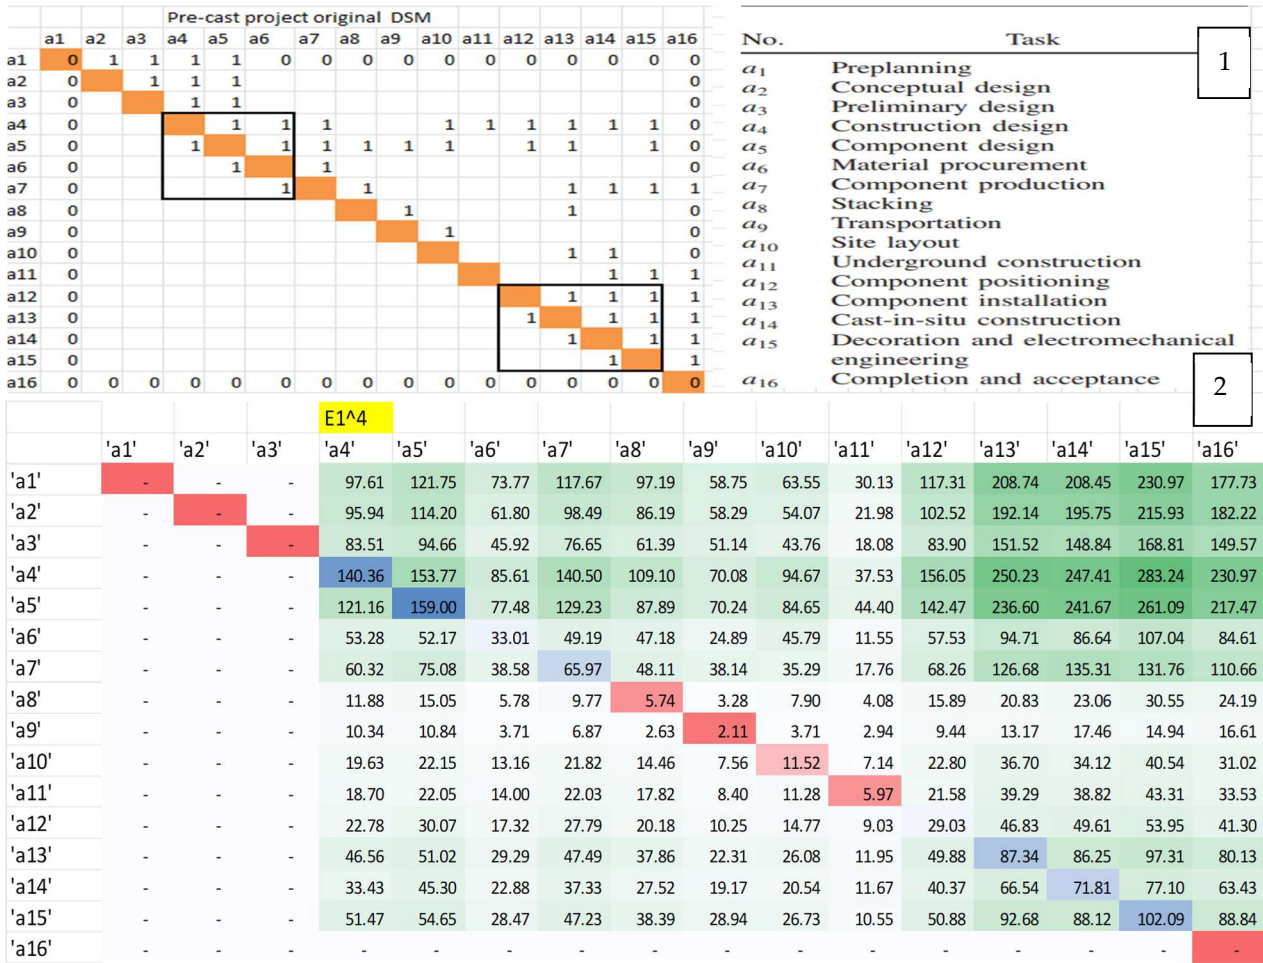 Pre-cast project original DSM
a1 a2 a3 a4 a5 a6 a7 a8 a9 a10 a11 a12 a13 a14 a15 a16
a1 0 1 1 1 1 0 0 0 0 0 0 0 0 0 0 0
a2 0 1 1 1 0
a3 0 1 1 0
a4 0 1 1 1 1 1 1 1 1 1 0
a5 0 1 1 1 1 1 1 1 1 1 0
a6 0 1 1 0
a7 0 1 1 1 1 1 1
a8 0 1 1 0
a9 0 1 0
a10 0 1 1 0
a11 0 1 1 1
a12 0 1 1 1 1
a13 0 1 1 1 1
a14 0 1 1 1
a15 0 1 1
a16 0 0 0 0 0 0 0 0 0 0 0 0 0 0 0 0
No. Task
1
a1 Preplanning
a2 Conceptual design
a3 Preliminary design
a4 Construction design
a5 Component design
a6 Material procurement
a7 Component production
a8 Stacking
a9 Transportation
a10 Site layout
a11 Underground construction
a12 Component positioning
a13 Component installation
a14 Cast-in-situ construction
a15 Decoration and electromechanical
engineering
a16 Completion and acceptance
2
E1^4
'a1' 'a2' 'a3' 'a4' 'a5' 'a6' 'a7' 'a8' 'a9' 'a10' 'a11' 'a12' 'a13' 'a14' 'a15' 'a16'
'a1' - - - 97.61 121.75 73.77 117.67 97.19 58.75 63.55 30.13 117.31 208.74 208.45 230.97 177.73
'a2' - - - 95.94 114.20 61.80 98.49 86.19 58.29 54.07 21.98 102.52 192.14 195.75 215.93 182.22
'a3' - - - 83.51 94.66 45.92 76.65 61.39 51.14 43.76 18.08 83.90 151.52 148.84 168.81 149.57
'a4' - - - 140.36 153.77 85.61 140.50 109.10 70.08 94.67 37.53 156.05 250.23 247.41 283.24 230.97
'a5' - - - 121.16 159.00 77.48 129.23 87.89 70.24 84.65 44.40 142.47 236.60 241.67 261.09 217.47
'a6' - - - 53.28 52.17 33.01 49.19 47.18 24.89 45.79 11.55 57.53 94.71 86.64 107.04 84.61
'a7' - - - 60.32 75.08 38.58 65.97 48.11 38.14 35.29 17.76 68.26 126.68 135.31 131.76 110.66
'a8' - - - 11.88 15.05 5.78 9.77 5.74 3.28 7.90 4.08 15.89 20.83 23.06 30.55 24.19
'a9' - - - 10.34 10.84 3.71 6.87 2.63 2.11 3.71 2.94 9.44 13.17 17.46 14.94 16.61
'a10' - - - 19.63 22.15 13.16 21.82 14.46 7.56 11.52 7.14 22.80 36.70 34.12 40.54 31.02
'a11' - - - 18.70 22.05 14.00 22.03 17.82 8.40 11.28 5.97 21.58 39.29 38.82 43.31 33.53
'a12' - - - 22.78 30.07 17.32 27.79 20.18 10.25 14.77 9.03 29.03 46.83 49.61 53.95 41.30
'a13' - - - 46.56 51.02 29.29 47.49 37.86 22.31 26.08 11.95 49.88 87.34 86.25 97.31 80.13
'a14' - - - 33.43 45.30 22.88 37.33 27.52 19.17 20.54 11.67 40.37 66.54 71.81 77.10 63.43
'a15' - - - 51.47 54.65 28.47 47.23 38.39 28.94 26.73 10.55 50.88 92.68 88.12 102.09 88.84
'a16' - - - - - - - - - - - - - - - -